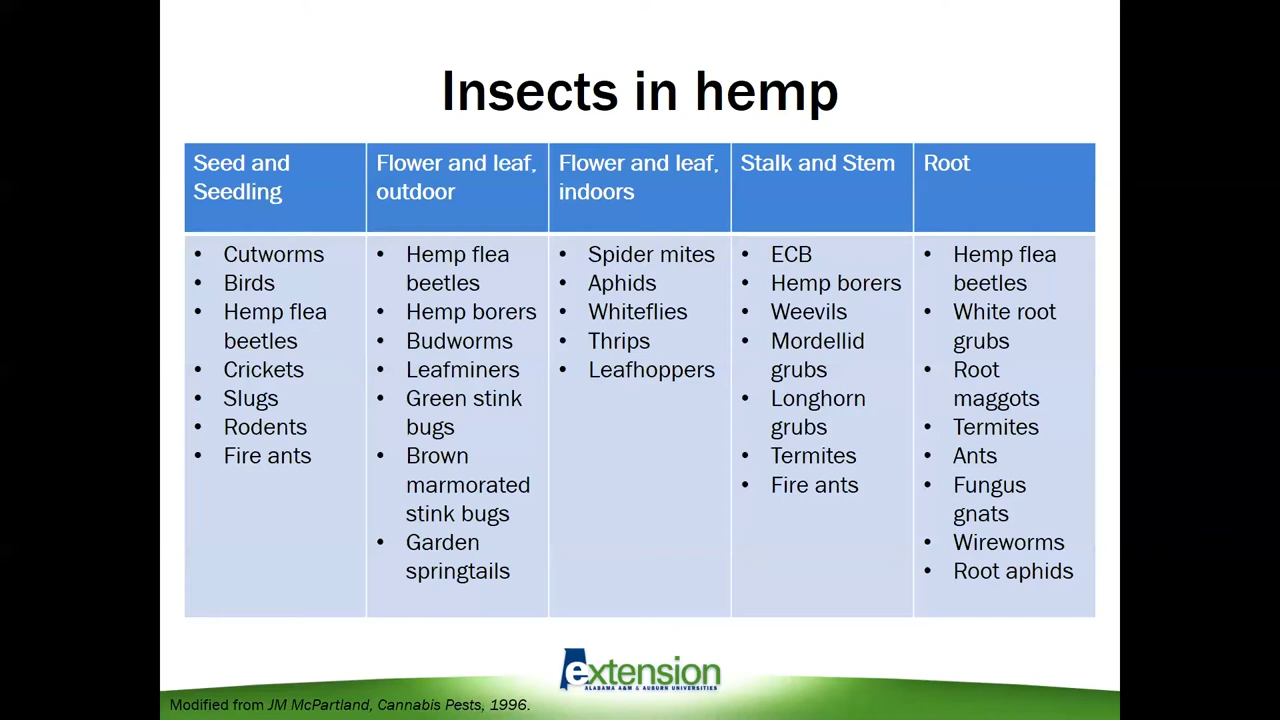 Insects in hemp
Seed and
Seedling
Flower and leaf,
outdoor
Flower and leaf,
indoors
Stalk and Stem
Root
• Cutworms
• Birds
• Hemp flea
beetles
• Crickets
• Slugs
• Rodents
• Fire ants
• Hemp flea
beetles
• Hemp borers
• Budworms
• Leafminers
• Green stink
bugs
• Brown
marmorated
stink bugs
• Garden
springtails
• Spider mites
• Aphids
• Whiteflies
• Thrips
• Leafhoppers
• ECB
• Hemp borers
• Weevils
• Mordellid
grubs
• Longhorn
grubs
• Termites
• Fire ants
• Hemp flea
beetles
• White root
grubs
• Root
maggots
• Termites
• Ants
• Fungus
gnats
• Wireworms
• Root aphids
extension
ALABAMA A&M & AUBURN UNIVERSITIES
Modified from JM McPartland, Cannabis Pests, 1996.